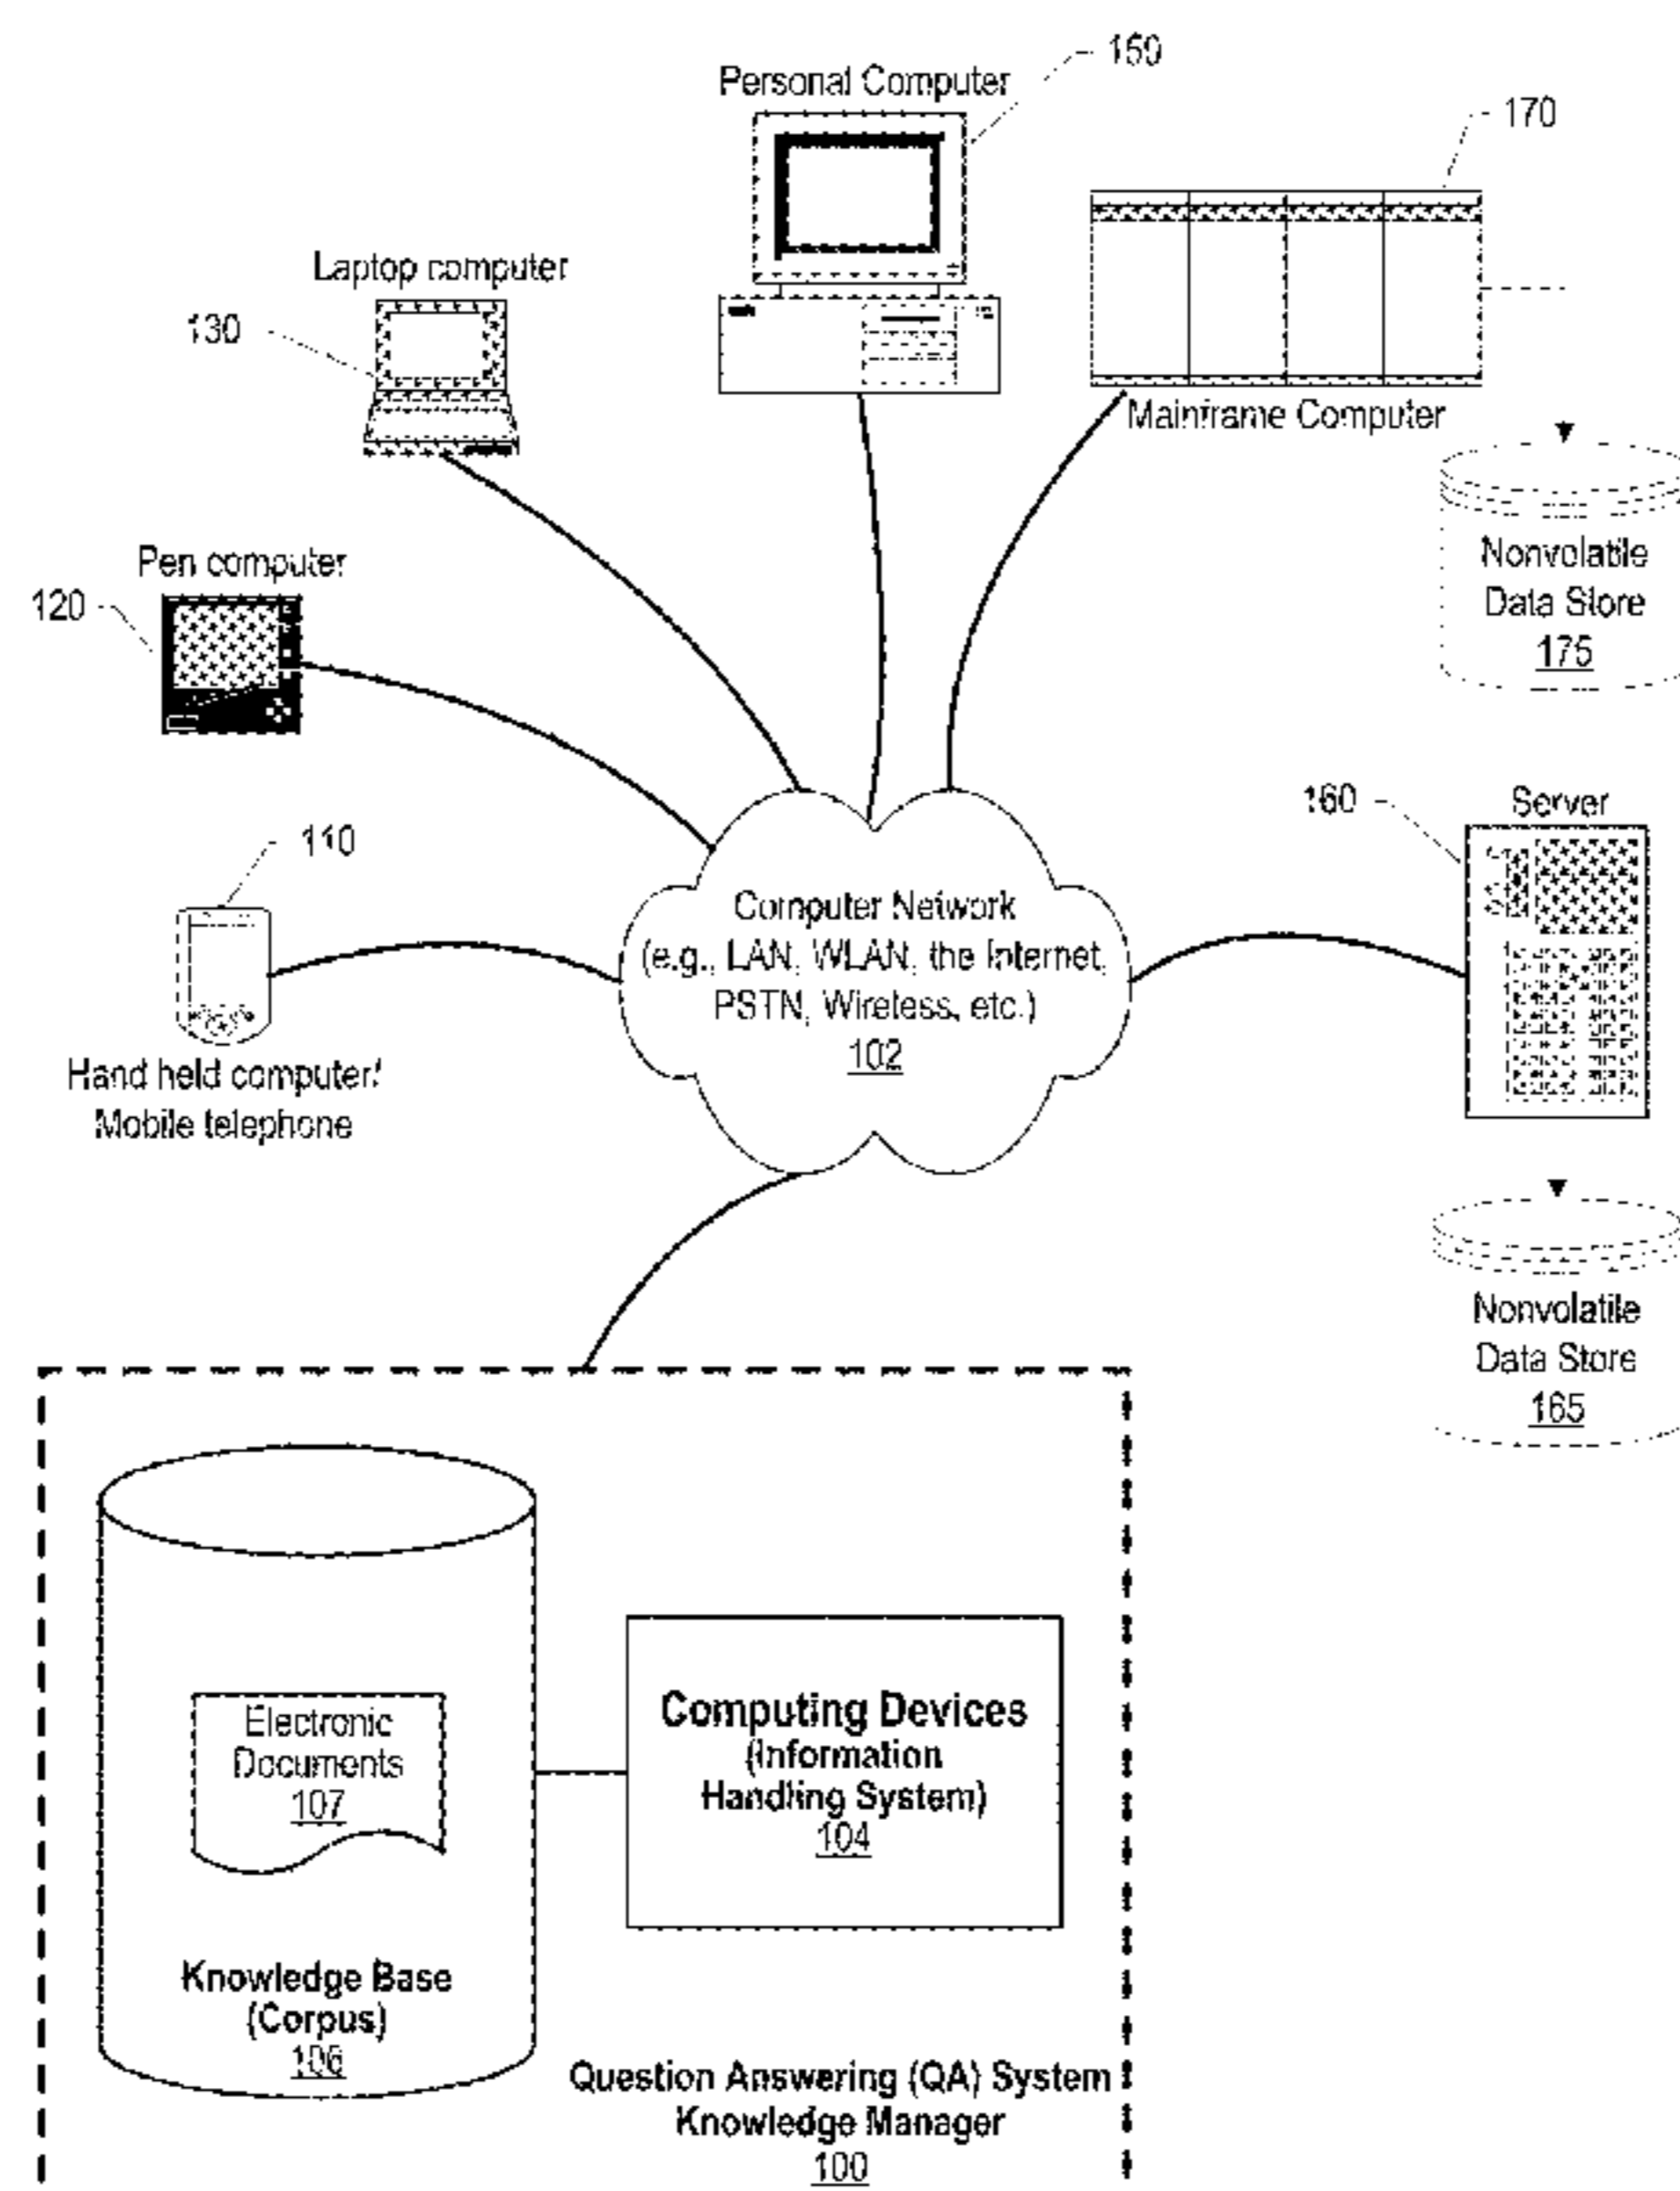 150
Personal Computer
170
Laptop computer
130
Mainframe Computer
Nonvolatile
Data Store
175
Pen computer
120
160
Server
110
Computer Network
(e.g., LAN, WLAN, the Internet,
PSTN, Wireless, etc.)
102
Hand held computer/
Mobile telephone
Nonvolatile
Data Store
165
Electronic
Documents
107
Computing Devices
(Information
Handling System)
104
Knowledge Base
(Corpus)
106
Question Answering (QA) System
Knowledge Manager
100